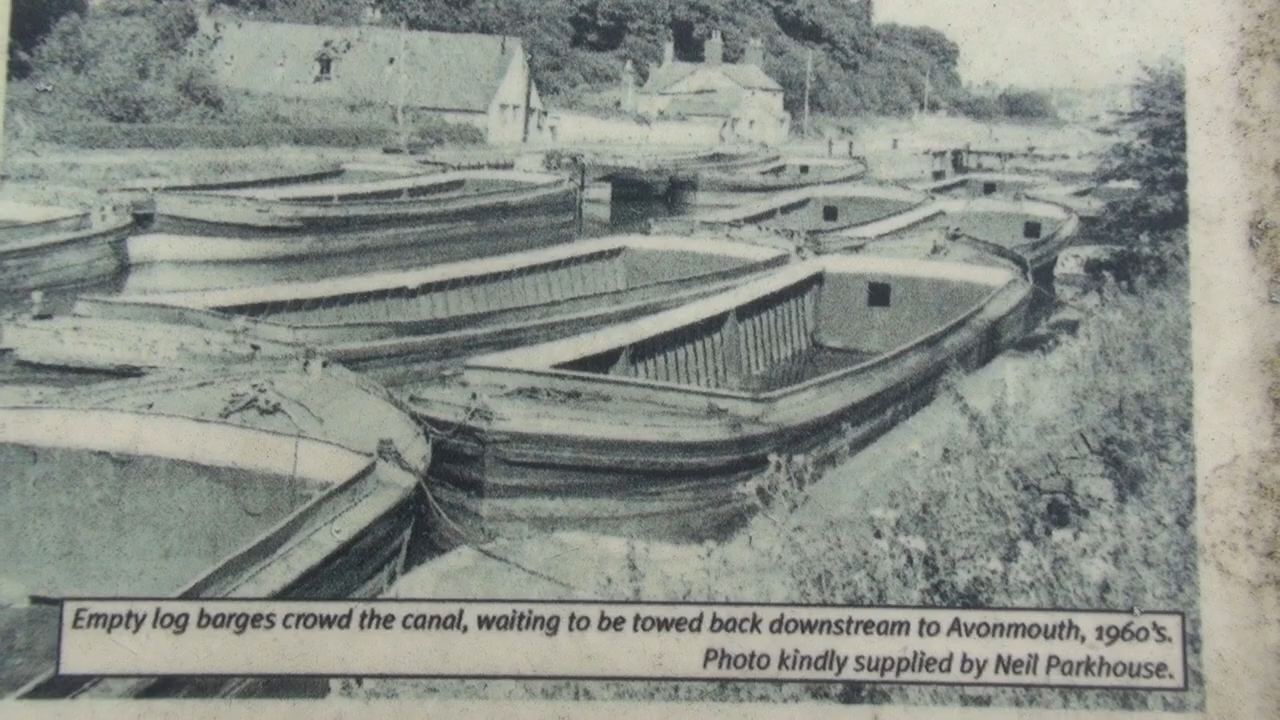 Empty log barges crowd the canal, waiting to be towed back downstream to Avonmouth, 1960's.
Photo kindly supplied by Neil Parkhouse.